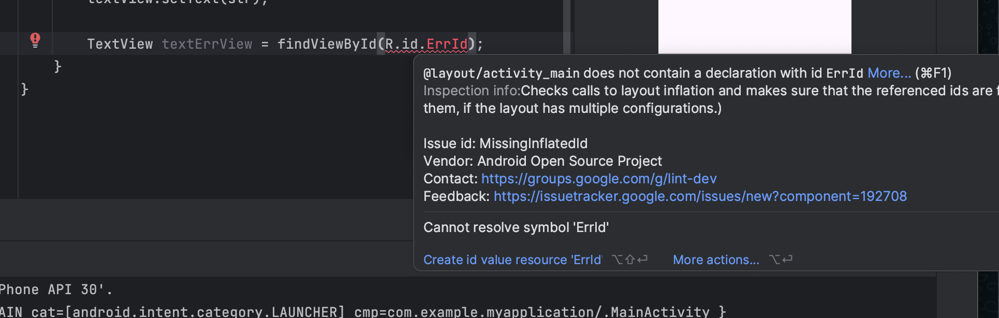 textView.setText(str);
TextView textErrView = findViewById(R.id.ErrId);
}
}
@layout/activity_main does not contain a declaration with id ErrId More... (⌘F1)
Inspection info:Checks calls to layout inflation and makes sure that the referenced ids are
them, if the layout has multiple configurations.)
Issue id: MissingInflatedId
Vendor: Android Open Source Project
Contact: https://groups.google.com/g/lint-dev
Feedback: https://issuetracker.google.com/issues/new?component=192708
Cannot resolve symbol 'ErrId'
Create id value resource 'ErrId' ⌥⇧⏎ More actions... ⌥⏎
Phone API 30'.
AIN cat=[android.intent.category.LAUNCHER] cmp=com.example.myapplication/.MainActivity }